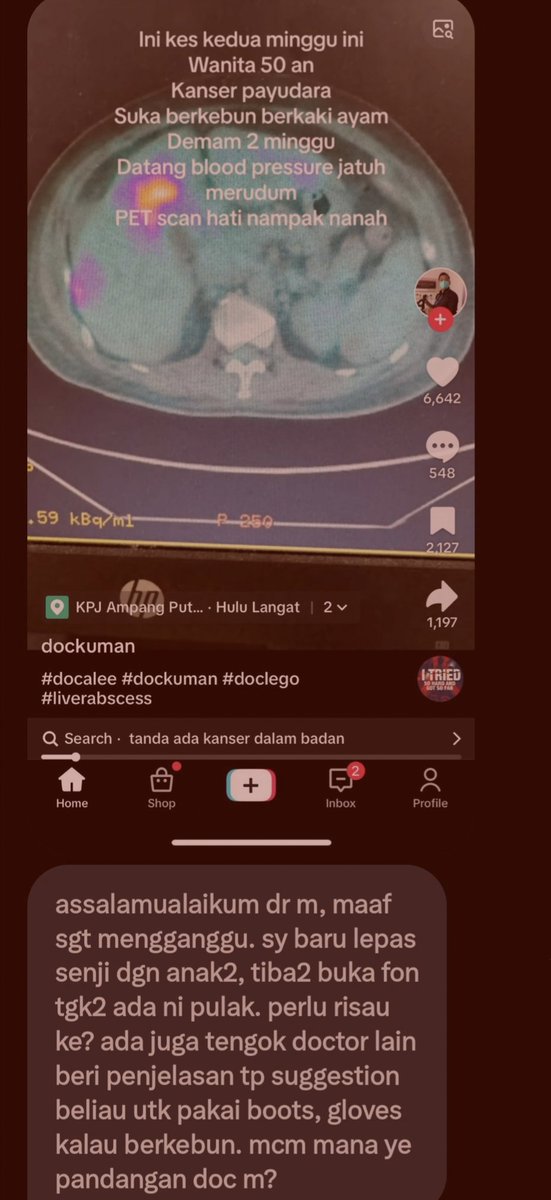 Ini kes kedua minggu ini
Wanita 50 an
Kanser payudara
Suka berkebun berkaki ayam
Demam 2 minggu
Datang blood pressure jatuh
merudum
PET scan hati nampak nanah
6,642
548
2,127
1,197
.59 kBq/ml
P 250
hp
KPJ Ampang Put... · Hulu Langat | 2
dockuman
#docalee #dockuman #doclego
#liverabscess
I TRIED
SO HARD AND
GOT SO FAR
Search · tanda ada kanser dalam badan
2
Home
Shop
Inbox
Profile
assalamualaikum dr m, maaf
sgt mengganggu. sy baru lepas
senji dgn anak2, tiba2 buka fon
tgk2 ada ni pulak. perlu risau
ke? ada juga tengok doctor lain
beri penjelasan tp suggestion
beliau utk pakai boots, gloves
kalau berkebun. mcm mana ye
pandangan doc m?